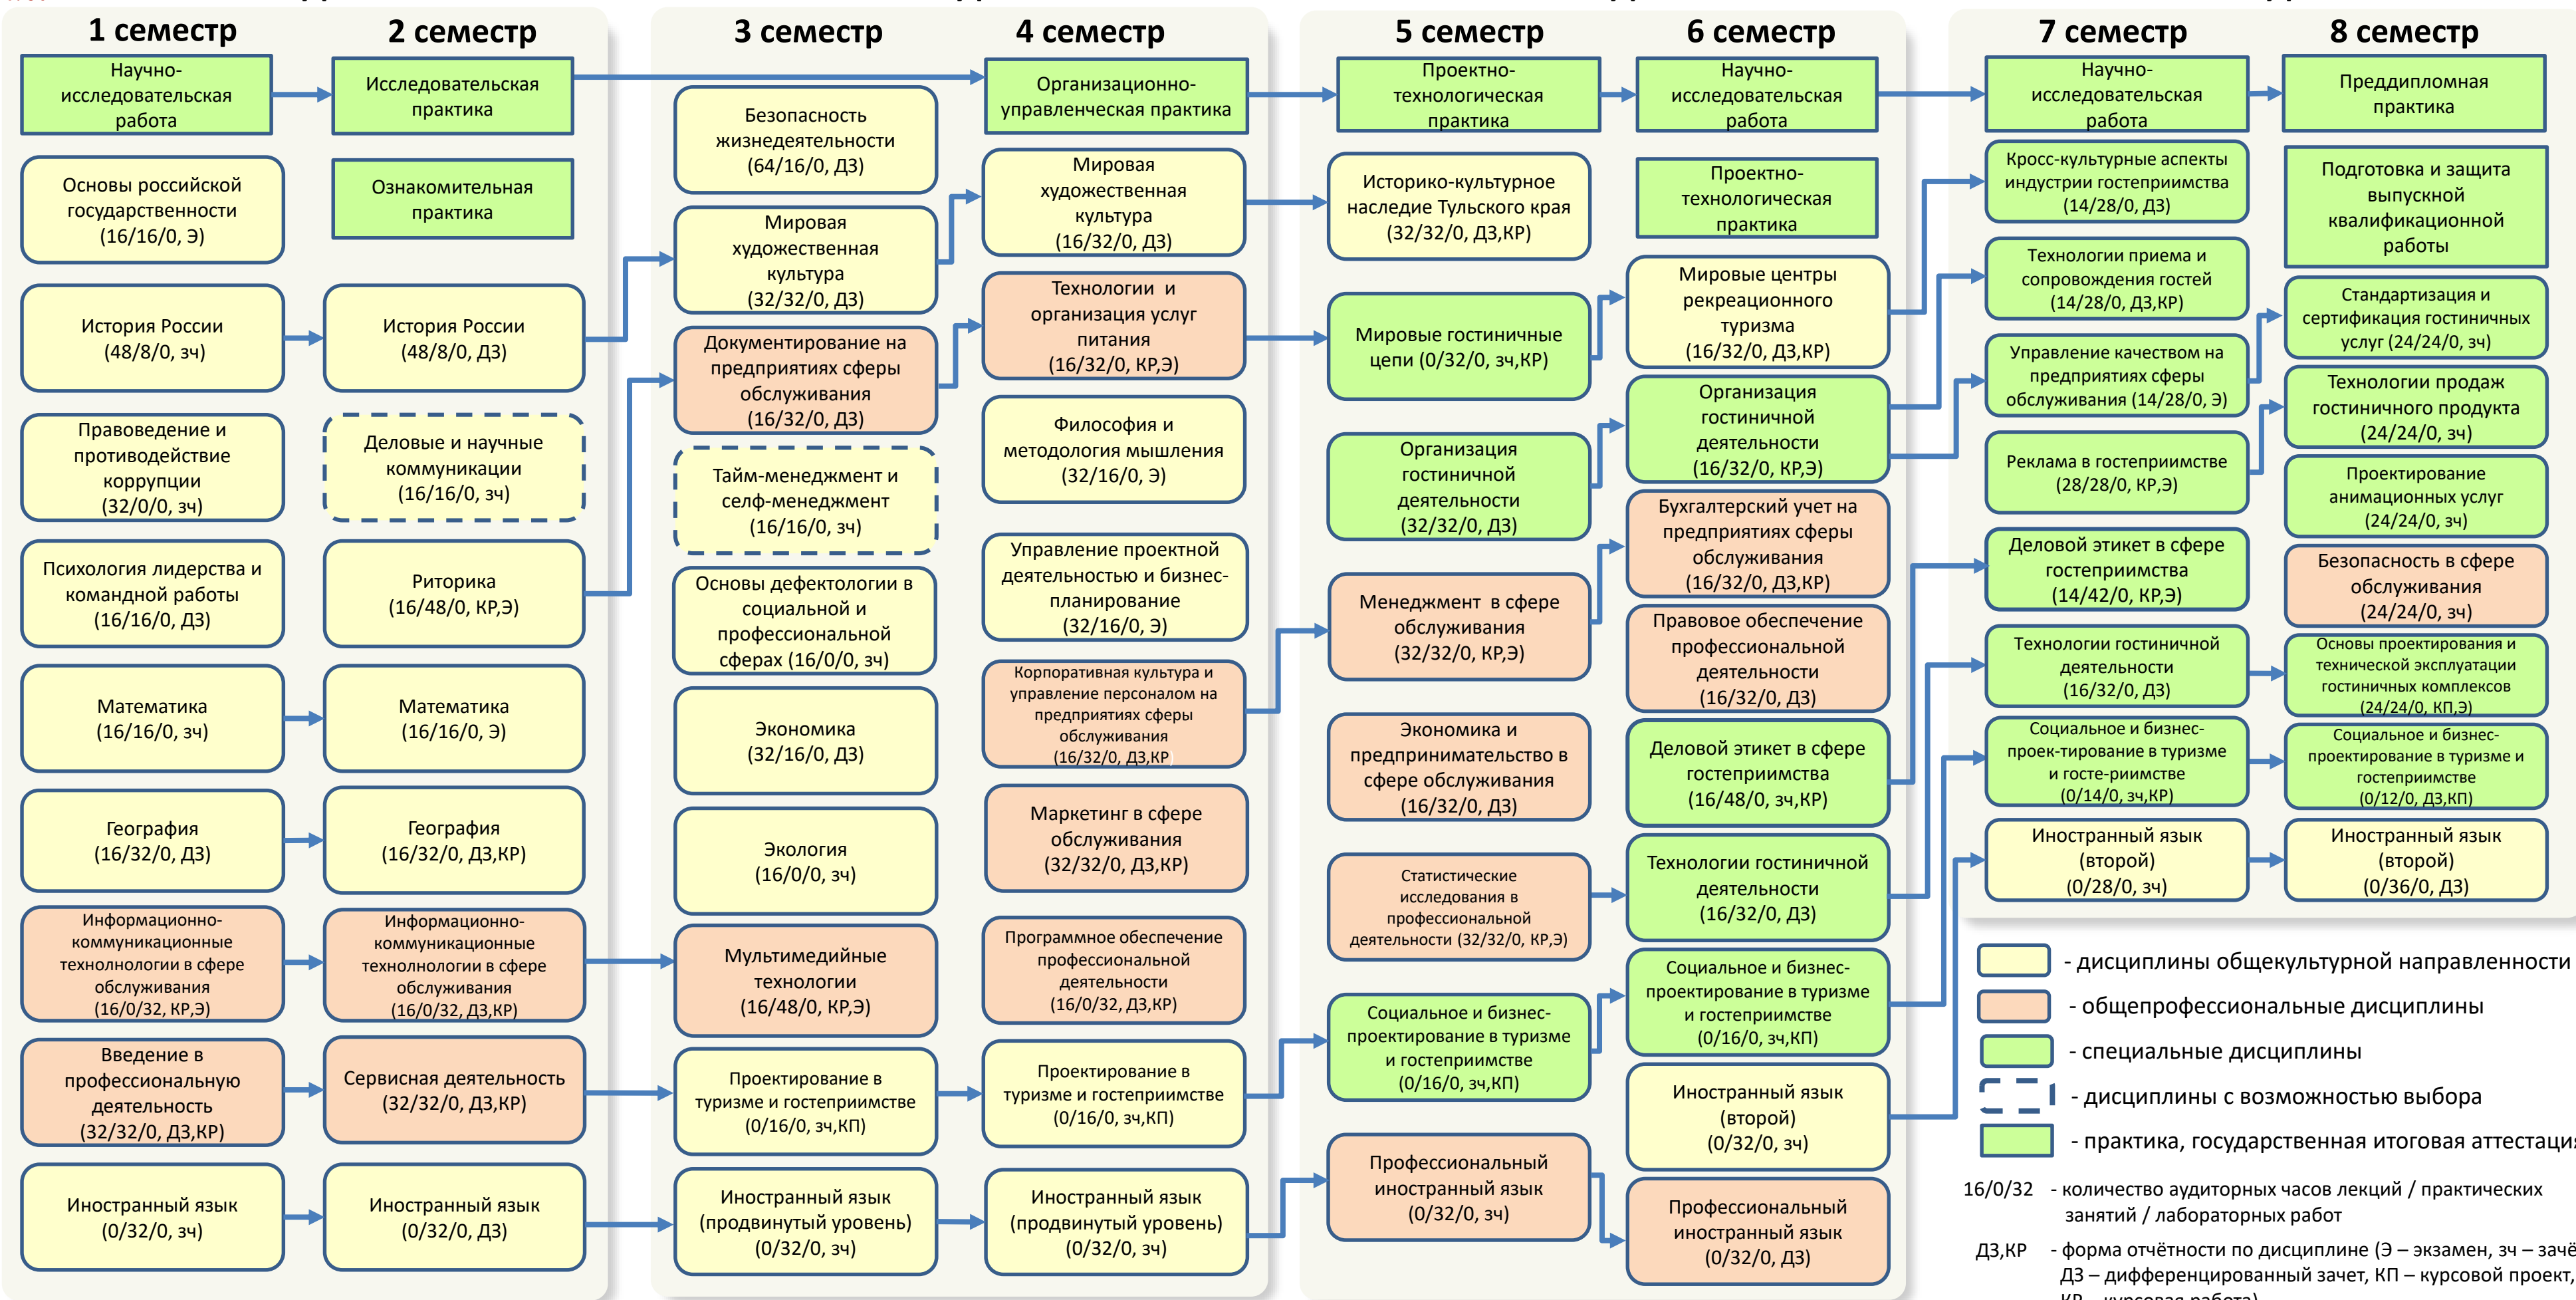 1 семестр
Научно-
исследовательская
работа
Основы российской
государственности
(16/16/0, Э)
История России
(48/8/0, зч)
Правоведение и
противодействие
коррупции
(32/0/0, зч)
Психология лидерства и
командной работы
(16/16/0, ДЗ)
Математика
(16/16/0, зч)
География
(16/32/0, ДЗ)
Информационно-
коммуникационные
технолнологии в сфере
обслуживания
(16/0/32, КР,Э)
Введение в
профессиональную
деятельность
(32/32/0, ДЗ,КР)
Иностранный язык
(0/32/0, зч)
2 семестр
Исследовательская
практика
Ознакомительная
практика
История России
(48/8/0, ДЗ)
Деловые и научные
коммуникации
(16/16/0, зч)
Риторика
(16/48/0, КР,Э)
Математика
(16/16/0, Э)
География
(16/32/0, ДЗ,КР)
Информационно-
коммуникационные
технолнологии в сфере
обслуживания
(16/0/32, ДЗ,КР)
Сервисная деятельность
(32/32/0, ДЗ,КР)
Иностранный язык
(0/32/0, ДЗ)
3 семестр
Безопасность
жизнедеятельности
(64/16/0, ДЗ)
Мировая
художественная
культура
(32/32/0, ДЗ)
Документирование на
предприятиях сферы
обслуживания
(16/32/0, ДЗ)
Тайм-менеджмент и
селф-менеджмент
(16/16/0, зч)
Основы дефектологии в
социальной и
профессиональной
сферах (16/0/0, зч)
Экономика
(32/16/0, ДЗ)
Экология
(16/0/0, зч)
Мультимедийные
технологии
(16/48/0, КР,Э)
Проектирование в
туризме и гостеприимстве
(0/16/0, зч,КП)
Иностранный язык
(продвинутый уровень)
(0/32/0, зч)
4 семестр
Организационно-
управленческая практика
Мировая
художественная
культура
(16/32/0, ДЗ)
Технологии и
организация услуг
питания
(16/32/0, КР,Э)
Философия и
методология мышления
(32/16/0, Э)
Управление проектной
деятельностью и бизнес-
планирование
(32/16/0, Э)
Корпоративная культура и
управление персоналом на
предприятиях сферы
обслуживания
(16/32/0, ДЗ,КР
Маркетинг в сфере
обслуживания
(32/32/0, ДЗ,КР)
Программное обеспечение
профессиональной
деятельности
(16/0/32, ДЗ,КР)
Проектирование в
туризме и гостеприимстве
(0/16/0, зч,КП)
Иностранный язык
(продвинутый уровень)
(0/32/0, зч)
5 семестр
Проектно-
технологическая
практика
Историко-культурное
наследие Тульского края
(32/32/0, ДЗ,КР)
Мировые гостиничные
цепи (0/32/0, зч,КР)
Организация
гостиничной
деятельности
(32/32/0, ДЗ)
Менеджмент в сфере
обслуживания
(32/32/0, КР,Э)
Экономика и
предпринимательство в
сфере обслуживания
(16/32/0, ДЗ)
Статистические
исследования в
профессиональной
деятельности (32/32/0, КР,Э)
Социальное и бизнес-
проектирование в туризме
и гостеприимстве
(0/16/0, зч,КП)
Профессиональный
иностранный язык
(0/32/0, зч)
6 семестр
Научно-
исследовательская
работа
Проектно-
технологическая
практика
Мировые центры
рекреационного
туризма
(16/32/0, ДЗ,КР)
Организация
гостиничной
деятельности
(16/32/0, КР,Э)
Бухгалтерский учет на
предприятиях сферы
обслуживания
(16/32/0, ДЗ,КР)
Правовое обеспечение
профессиональной
деятельности
(16/32/0, ДЗ)
Деловой этикет в сфере
гостеприимства
(16/48/0, зч,КР)
Технологии гостиничной
деятельности
(16/32/0, ДЗ)
Социальное и бизнес-
проектирование в туризме
и гостеприимстве
(0/16/0, зч,КП)
Иностранный язык
(второй)
(0/32/0, зч)
Профессиональный
иностранный язык
(0/32/0, ДЗ)
7 семестр
Научно-
исследовательская
работа
Кросс-культурные аспекты
индустрии гостеприимства
(14/28/0, ДЗ)
Технологии приема и
сопровождения гостей
(14/28/0, ДЗ,КР)
Управление качеством на
предприятиях сферы
обслуживания (14/28/0, Э)
Реклама в гостеприимстве
(28/28/0, КР,Э)
Деловой этикет в сфере
гостеприимства
(14/42/0, КР,Э)
Технологии гостиничной
деятельности
(16/32/0, ДЗ)
Социальное и бизнес-
проек-тирование в туризме
и госте-риимстве
(0/14/0, зч,КР)
Иностранный язык
(второй)
(0/28/0, зч)
8 семестр
Преддипломная
практика
Подготовка и защита
выпускной
квалификационной
работы
Стандартизация и
сертификация гостиничных
услуг (24/24/0, зч)
Технологии продаж
гостиничного продукта
(24/24/0, зч)
Проектирование
анимационных услуг
(24/24/0, зч)
Безопасность в сфере
обслуживания
(24/24/0, зч)
Основы проектирования и
технической эксплуатации
гостиничных комплексов
(24/24/0, КП,Э)
Социальное и бизнес-
проектирование в туризме и
гостеприимстве
(0/12/0, ДЗ,КП)
Иностранный язык
(второй)
(0/36/0, ДЗ)
- дисциплины общекультурной направленности
- общепрофессиональные дисциплины
- специальные дисциплины
- дисциплины с возможностью выбора
- практика, государственная итоговая аттестация
16/0/32 - количество аудиторных часов лекций / практических
занятий / лабораторных работ
ДЗ,КР - форма отчётности по дисциплине (Э – экзамен, зч – зачё
ДЗ – дифференцированный зачет, КП – курсовой проект,
КР – курсовая работа)